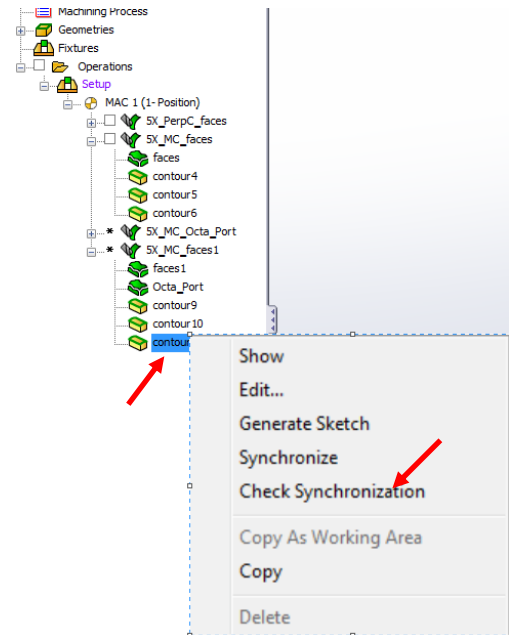 Machining Process
Geometries
Fixtures
Operations
Setup
MAC 1 (1- Position)
5X_PerpC_faces
5X_MC_faces
faces
contour4
contour5
contour6
* 5X_MC_Octa_Port
* 5X_MC_faces1
faces1
Octa_Port
contour9
contour10
contour
Show
Edit...
Generate Sketch
Synchronize
Check Synchronization
Copy As Working Area
Copy
Delete